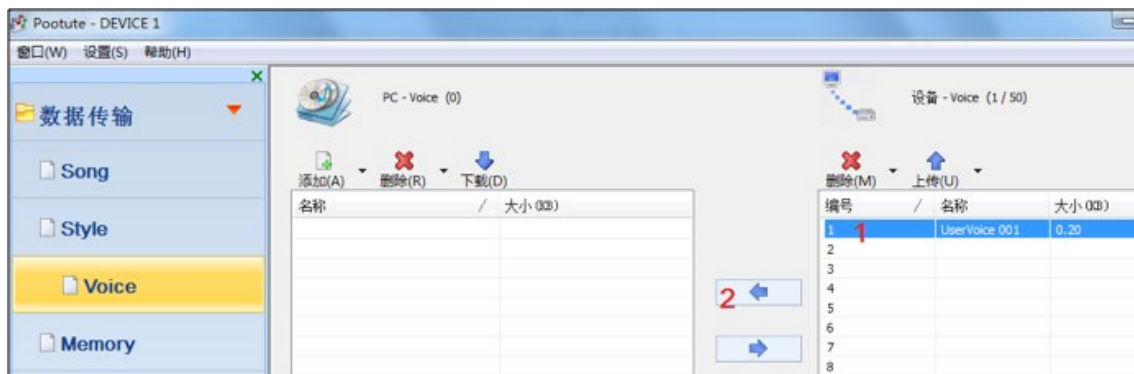 Pootute - DEVICE 1
窗口(W) 设置(S) 帮助(H)
数据传输
Song
Style
Voice
Memory
PC - Voice (0)
添加(A) 删除(R) 下载(D)
名称 / 大小(KB)
2
设备 - Voice (1 / 50)
删除(M) 上传(U)
编号 / 名称 大小(KB)
1 1 UserVoice 001 0.20
2
3
4
5
6
7
8